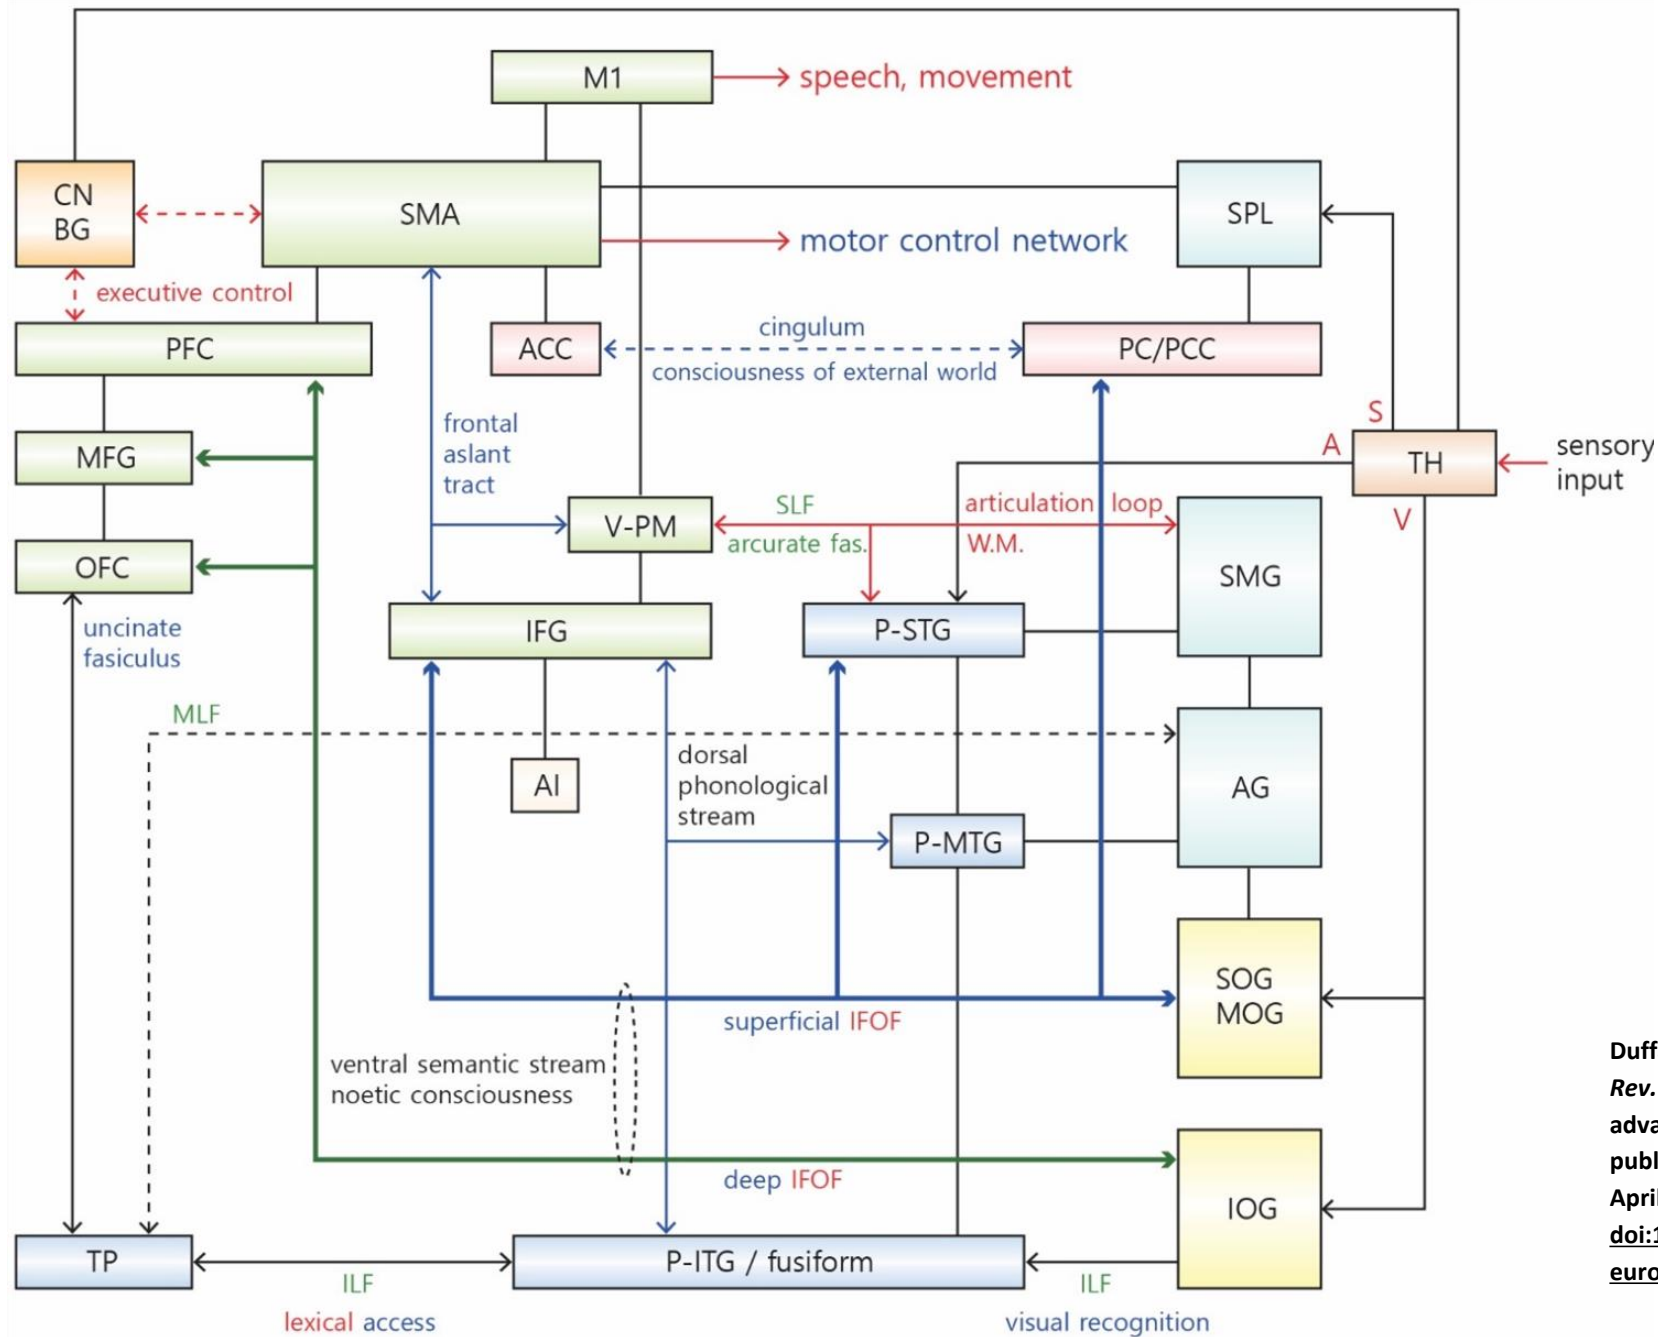 M1
speech, movement
CN
BG
SMA
SPL
motor control network
executive control
PFC
ACC
cingulum
consciousness of external world
PC/PCC
S
A
TH
sensory
input
V
MFG
frontal
aslant
tract
SLF
articulation loop
V-PM
arcurate fas.
W.M.
OFC
SMG
uncinate
fasiculus
IFG
P-STG
MLF
dorsal
phonological
stream
AI
AG
P-MTG
SOG
MOG
superficial IFOF
ventral semantic stream
noetic consciousness
deep IFOF
IOG
TP
P-ITG / fusiform
ILF
ILF
lexical access
visual recognition
Duff
Rev.
adva
publ
April
doi:1
euro